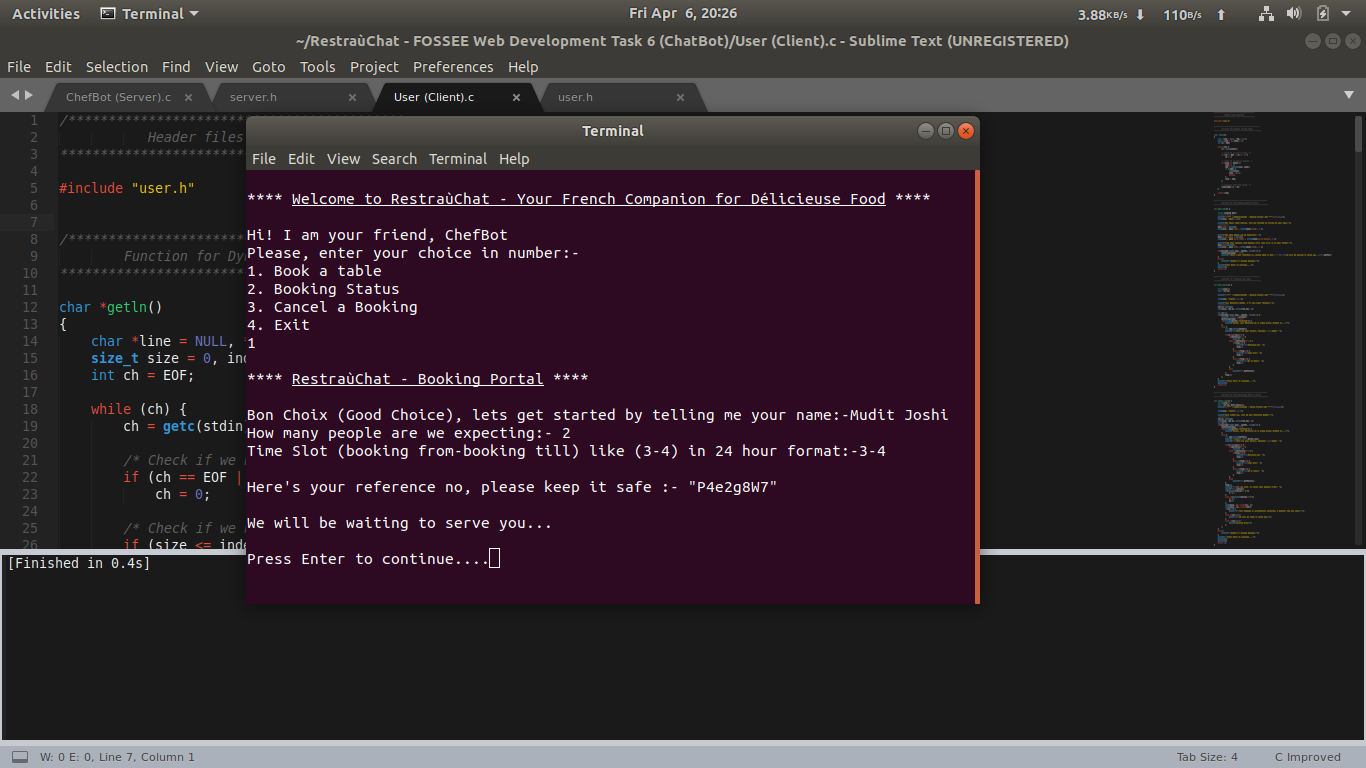 Activities Terminal Fri Apr 6, 20:26 3.88KB/s 110B/s
~/RestraùChat - FOSSEE Web Development Task 6 (ChatBot)/User (Client).c - Sublime Text (UNREGISTERED)
File Edit Selection Find View Goto Tools Project Preferences Help
ChefBot (Server).c server.h User (Client).c user.h
1
2 Header files
3
4
5 #include "user.h"
6
7
8
9 Function for Dy
10
11
12 char *getln()
13 {
14 char *line = NULL,
15 size_t size = 0, ind
16 int ch = EOF;
17
18 while (ch) {
19 ch = getc(stdin
20
21 /* Check if we
22 if (ch == EOF |
23 ch = 0;
24
25 /* Check if we
26 if (size <= inde
Terminal
File Edit View Search Terminal Help
**** Welcome to RestraùChat - Your French Companion for Délicieuse Food ****
Hi! I am your friend, ChefBot
Please, enter your choice in number:-
1. Book a table
2. Booking Status
3. Cancel a Booking
4. Exit
1
**** RestraùChat - Booking Portal ****
Bon Choix (Good Choice), lets get started by telling me your name:-Mudit Joshi
How many people are we expecting:- 2
Time Slot (booking from-booking till) like (3-4) in 24 hour format:-3-4
Here's your reference no, please keep it safe :- "P4e2g8W7"
We will be waiting to serve you...
Press Enter to continue....
[Finished in 0.4s]
W: 0 E: 0, Line 7, Column 1 Tab Size: 4 C Improved